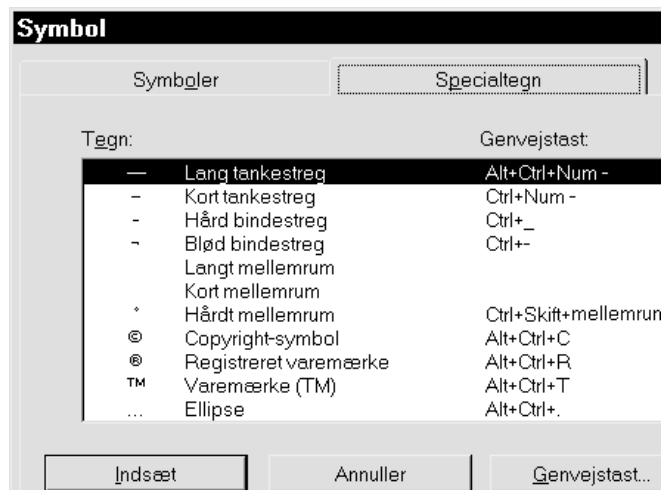 Symbol
Symboler Specialtegn
Tegn: Genvejstast:
— Lang tankestreg Alt+Ctrl+Num -
– Kort tankestreg Ctrl+Num -
- Hård bindestreg Ctrl+_
¬ Blød bindestreg Ctrl+-
Langt mellemrum
Kort mellemrum
° Hårdt mellemrum Ctrl+Skift+mellemrum
© Copyright-symbol Alt+Ctrl+C
® Registreret varemærke Alt+Ctrl+R
™ Varemærke (TM) Alt+Ctrl+T
... Ellipse Alt+Ctrl+.
Indsæt Annuller Genvejstast...